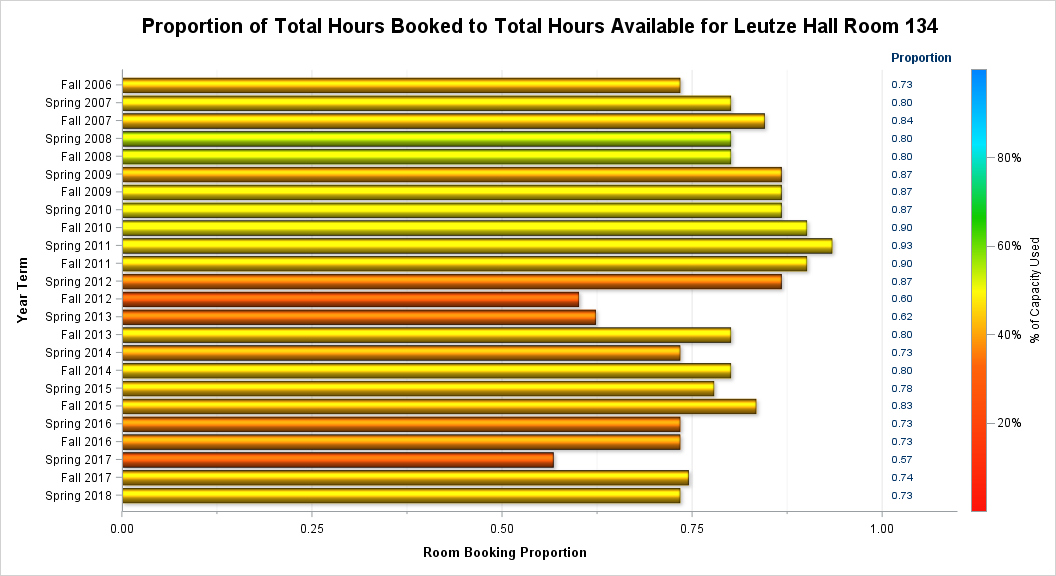 Proportion of Total Hours Booked to Total Hours Available for Leutze Hall Room 134
Proportion
Fall 2006 0.73
Spring 2007 0.80
Fall 2007 0.84
Spring 2008 0.80
Fall 2008 0.80
Spring 2009 0.87
Fall 2009 0.87
Spring 2010 0.87
Fall 2010 0.90
Spring 2011 0.93
Fall 2011 0.90
Spring 2012 0.87
Fall 2012 0.60
Spring 2013 0.62
Fall 2013 0.80
Spring 2014 0.73
Fall 2014 0.80
Spring 2015 0.78
Fall 2015 0.83
Spring 2016 0.73
Fall 2016 0.73
Spring 2017 0.57
Fall 2017 0.74
Spring 2018 0.73
Year Term
0.00 0.25 0.50 0.75 1.00
Room Booking Proportion
80%
60%
40%
20%
% of Capacity Used